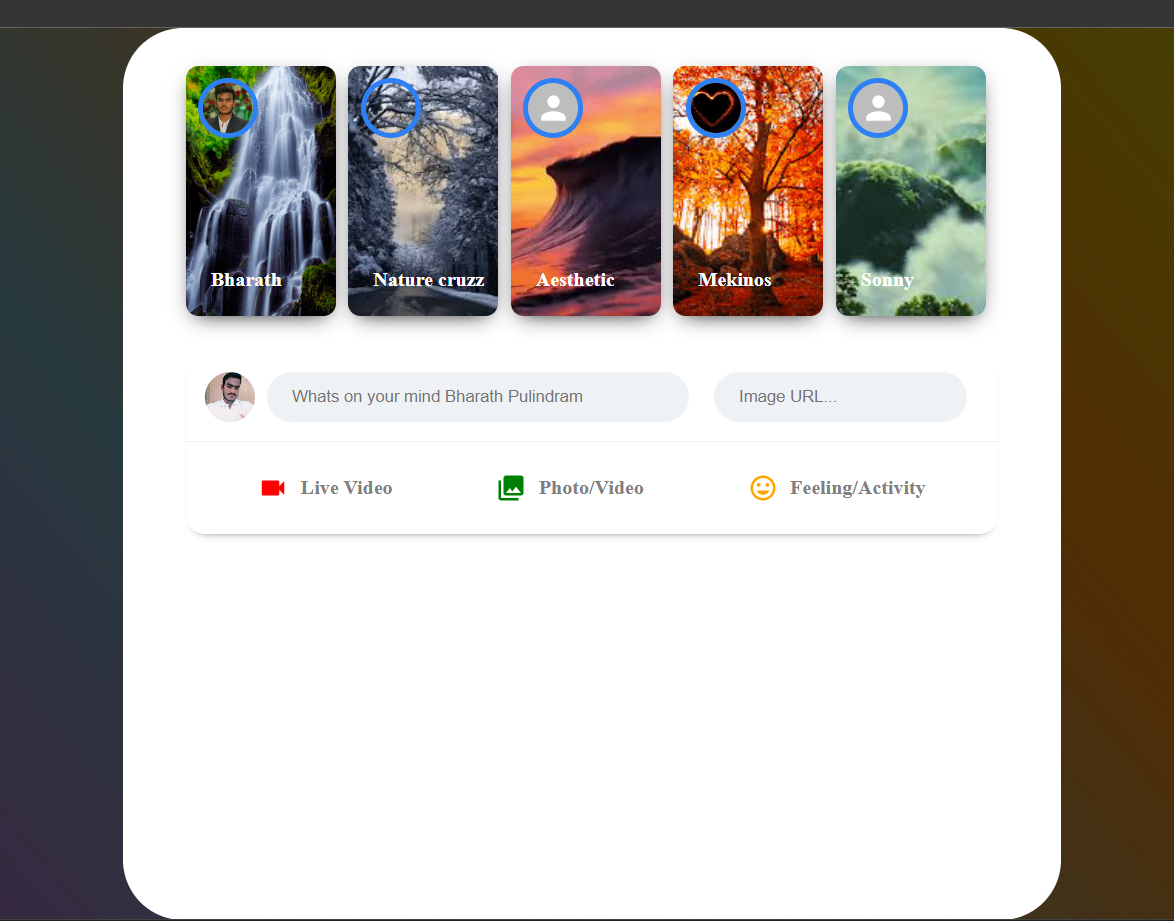 Bharath
Nature cruzz
Aesthetic
Mekinos
Sonny
Whats on your mind Bharath Pulindram
Image URL...
Live Video
Photo/Video
Feeling/Activity